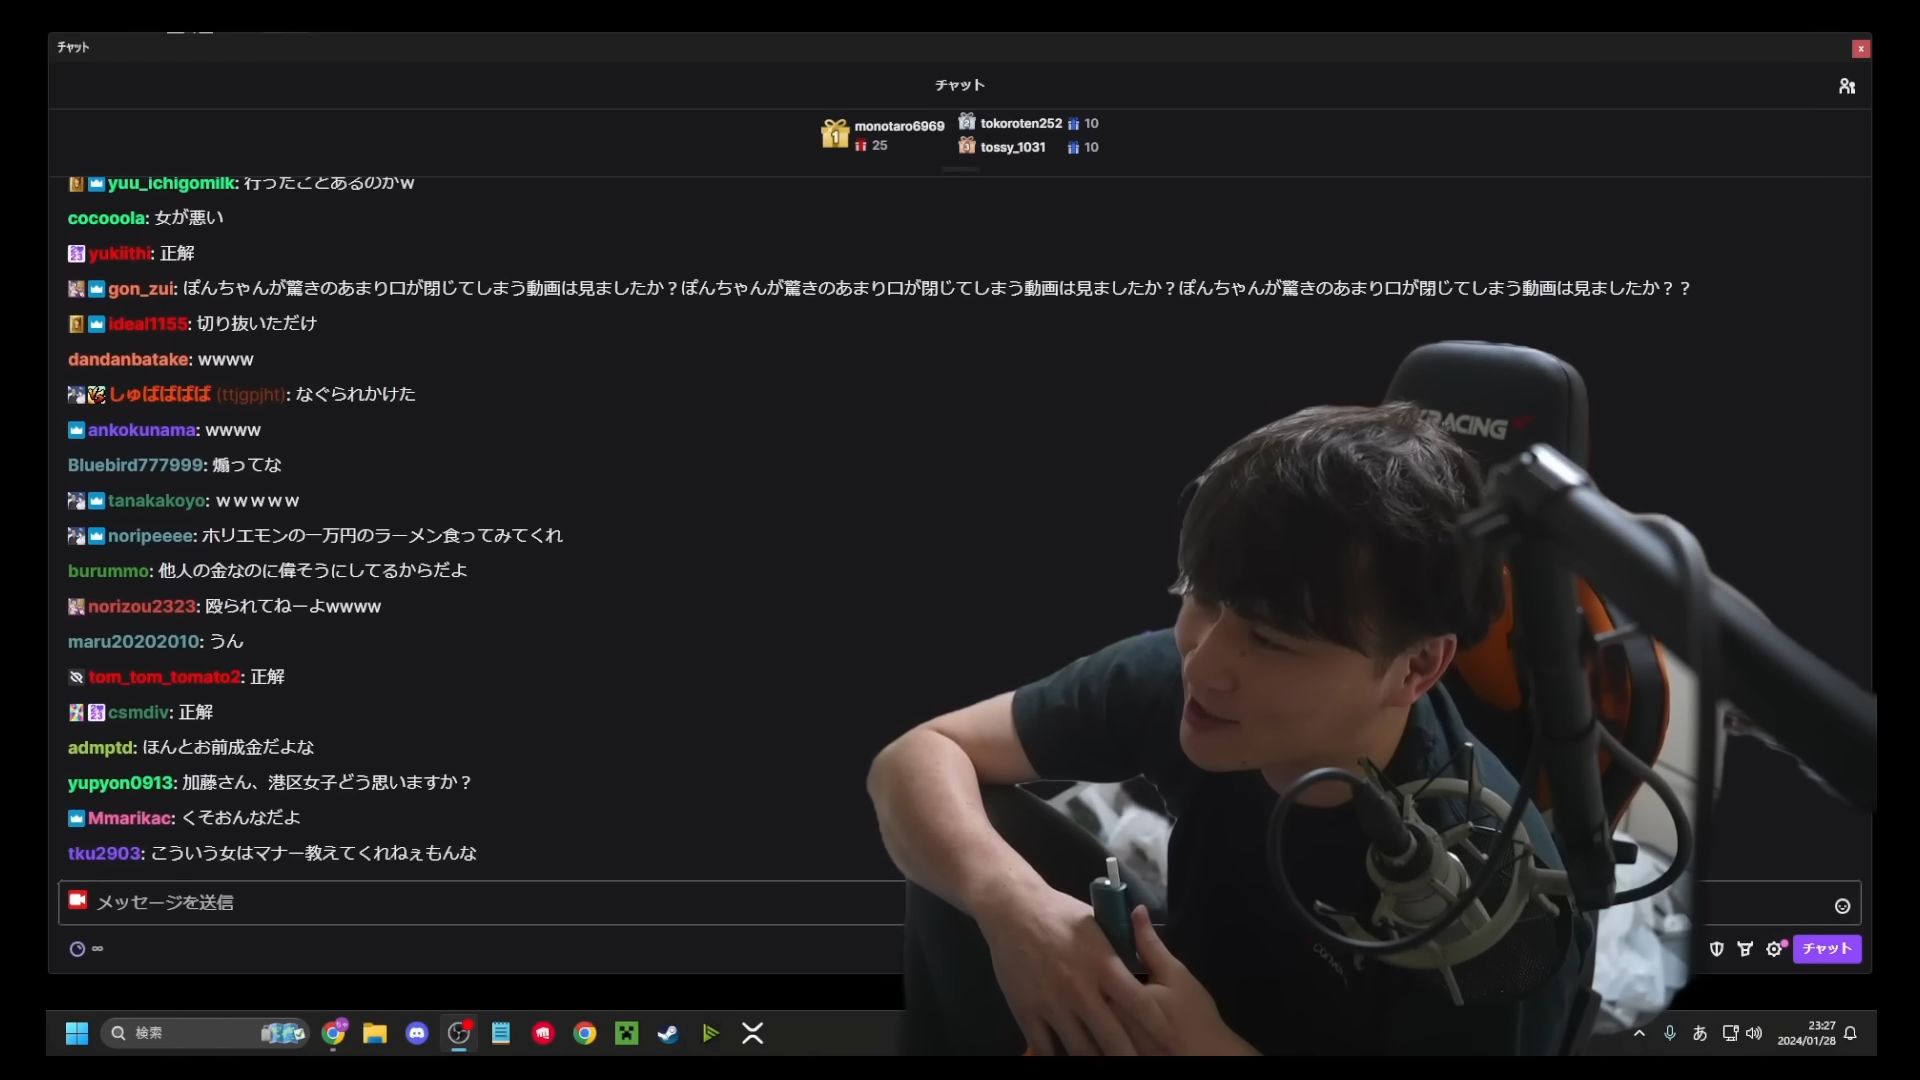 チャット
チャット
monotaro6969
25
tokoroten252 10
tossy_1031 10
yuu_ichigomilk: 行ったことあるのかw
cocooola: 女が悪い
yukiithi: 正解
gon_zui: ぽんちゃんが驚きのあまり口が閉じてしまう動画は見ましたか？ぽんちゃんが驚きのあまり口が閉じてしまう動画は見ましたか？ぽんちゃんが驚きのあまり口が閉じてしまう動画は見ましたか？？
ideal1155: 切り抜いただけ
dandanbatake: wwww
しゅばばばば (ttjgpjht): なぐられかけた
ankokunama: wwww
Bluebird777999: 煽ってな
tanakakoyo: ｗｗｗｗｗ
noripeeee: ホリエモンの一万円のラーメン食ってみてくれ
burummo: 他人の金なのに偉そうにしてるからだよ
norizou2323: 殴られてねーよwwww
maru20202010: うん
tom_tom_tomato2: 正解
csmdiv: 正解
admptd: ほんとお前成金だよな
yupyon0913: 加藤さん、港区女子どう思いますか？
Mmarikac: くそおんなだよ
tku2903: こういう女はマナー教えてくれねぇもんな
メッセージを送信
∞
チャット
検索
あ
23:27
2024/01/28
RACING